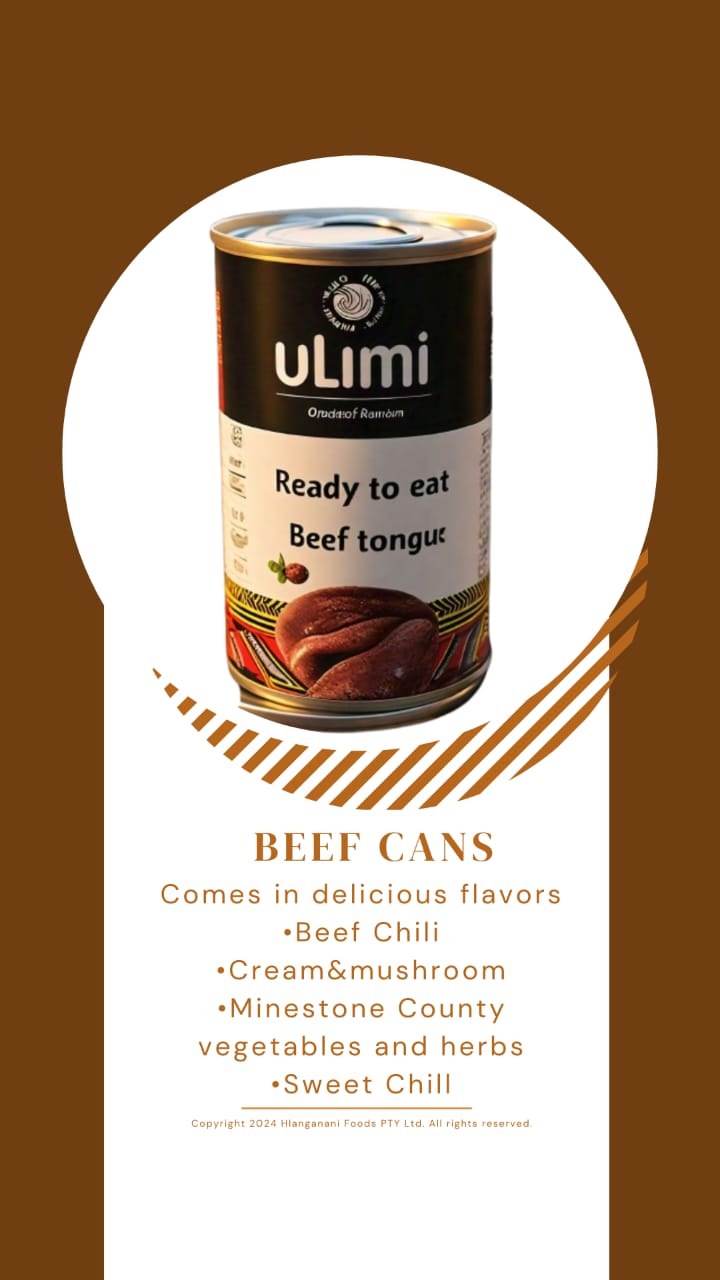 uLimi
Ready to eat
Beef tongue
BEEF CANS
Comes in delicious flavors
•Beef Chili
•Cream&mushroom
•Minestone County
vegetables and herbs
•Sweet Chill
Copyright 2024 Hlanganani Foods PTY Ltd. All rights reserved.